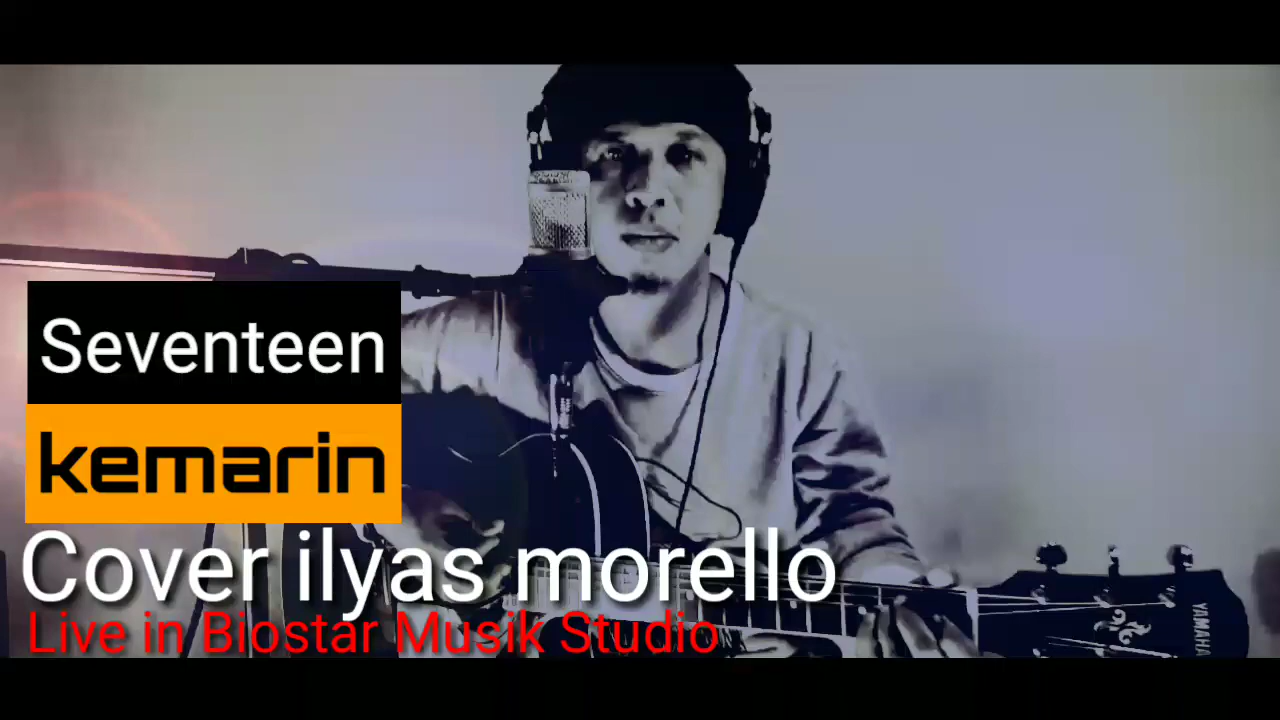 Seventeen
kemarin
Cover ilyas morello
Live in Biostar Musik Studio
YAMAHA